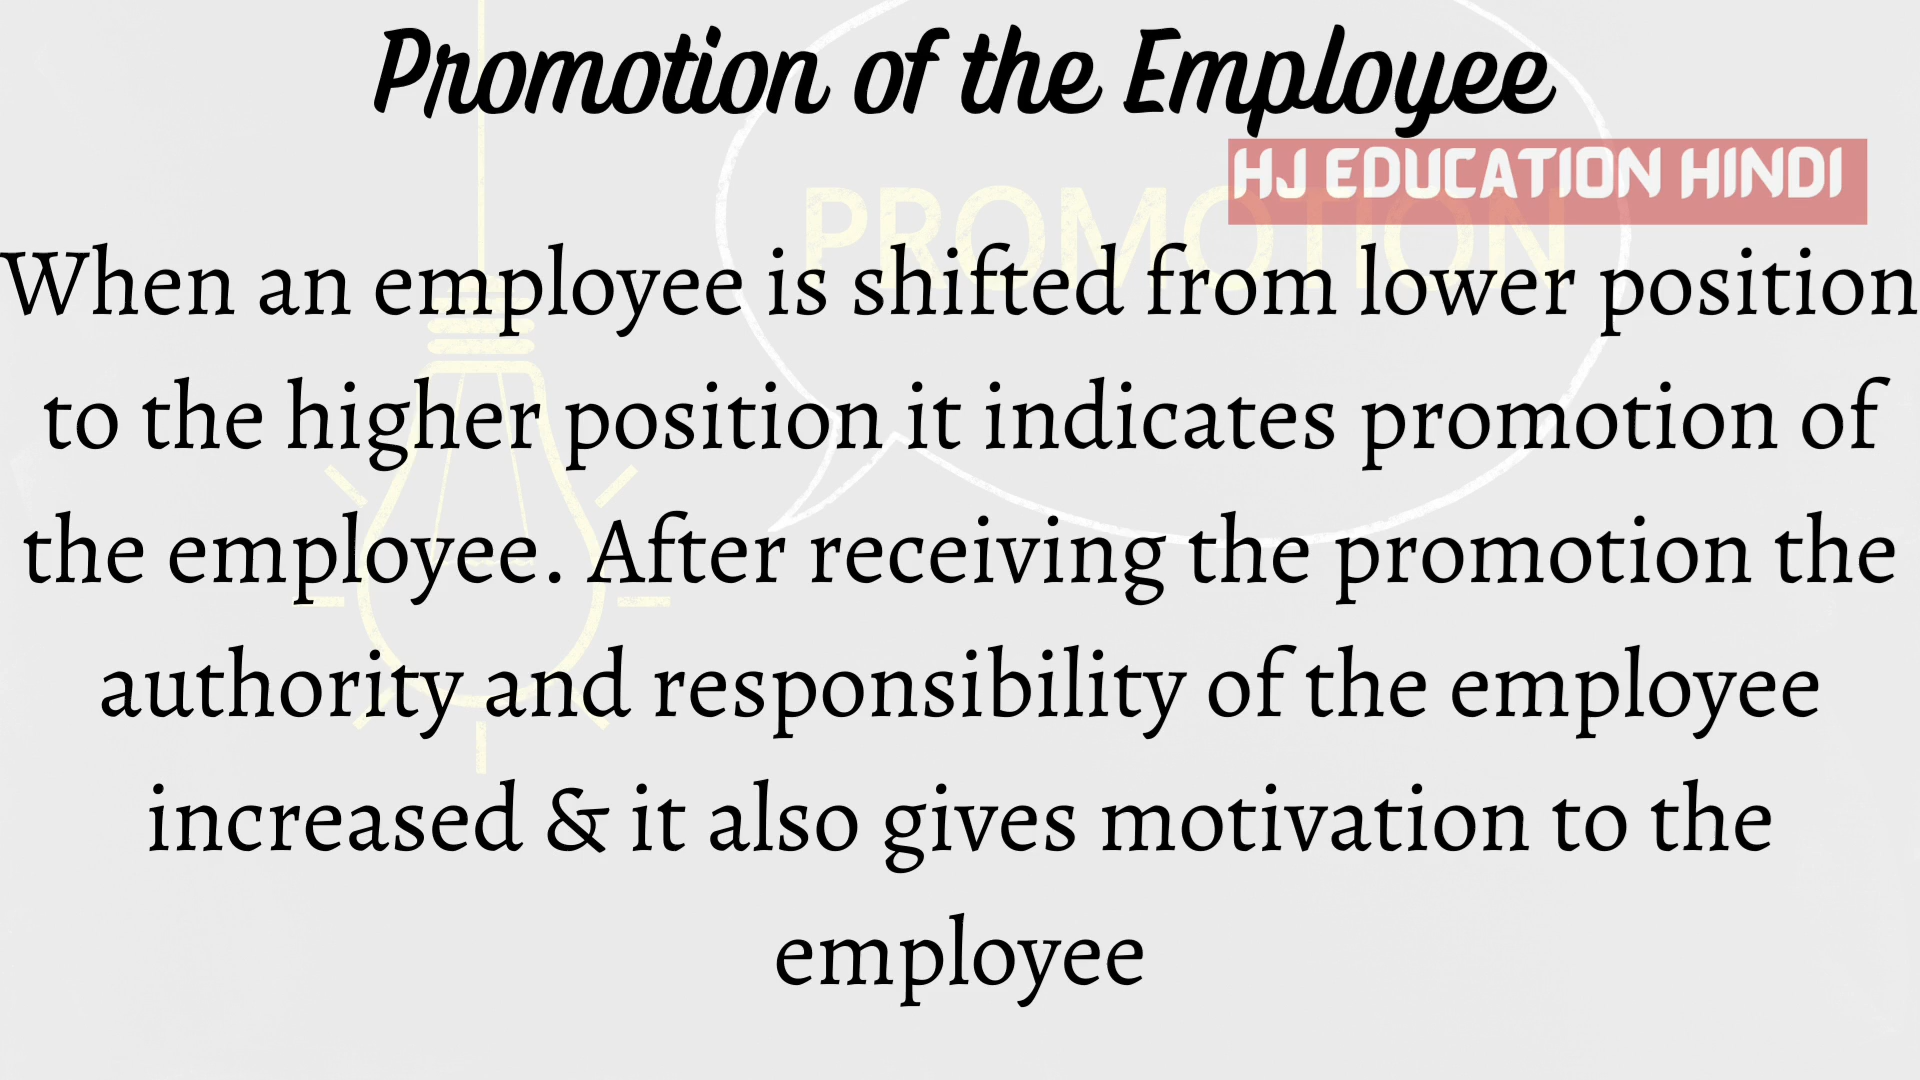 Promotion of the Employee
HJ EDUCATION HINDI
PROMOTION
When an employee is shifted from lower position
to the higher position it indicates promotion of
the employee. After receiving the promotion the
authority and responsibility of the employee
increased & it also gives motivation to the
employee